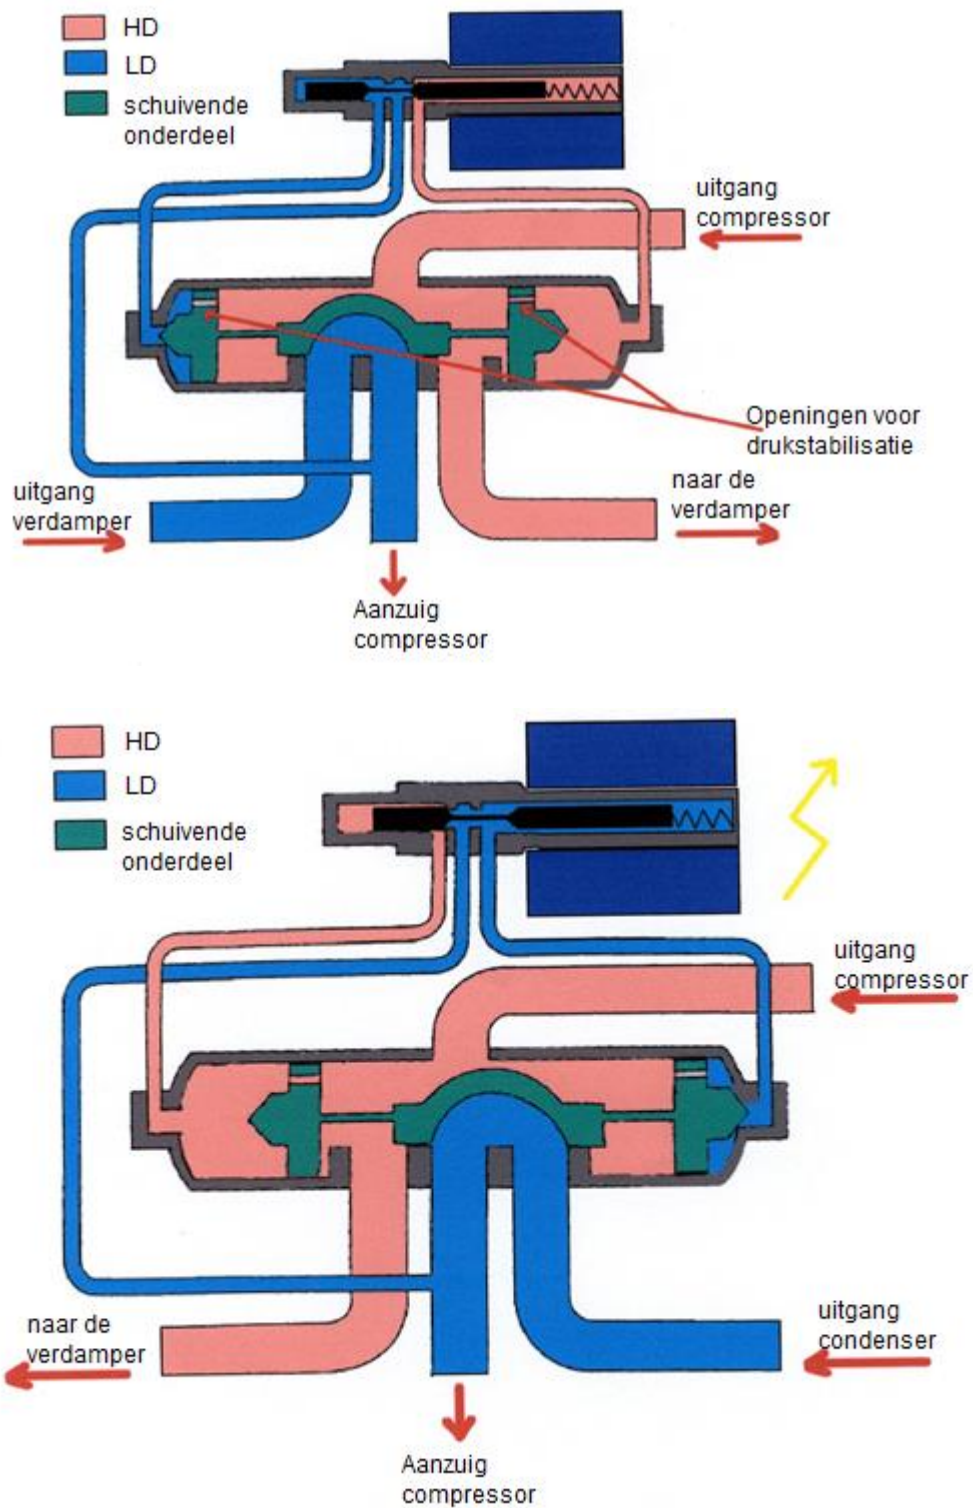 HD
LD
schuivende
onderdeel
uitgang
compressor
Openingen voor
drukstabilisatie
uitgang
verdamper
naar de
verdamper
Aanzuig
compressor
HD
LD
schuivende
onderdeel
uitgang
compressor
naar de
verdamper
uitgang
condenser
Aanzuig
compressor